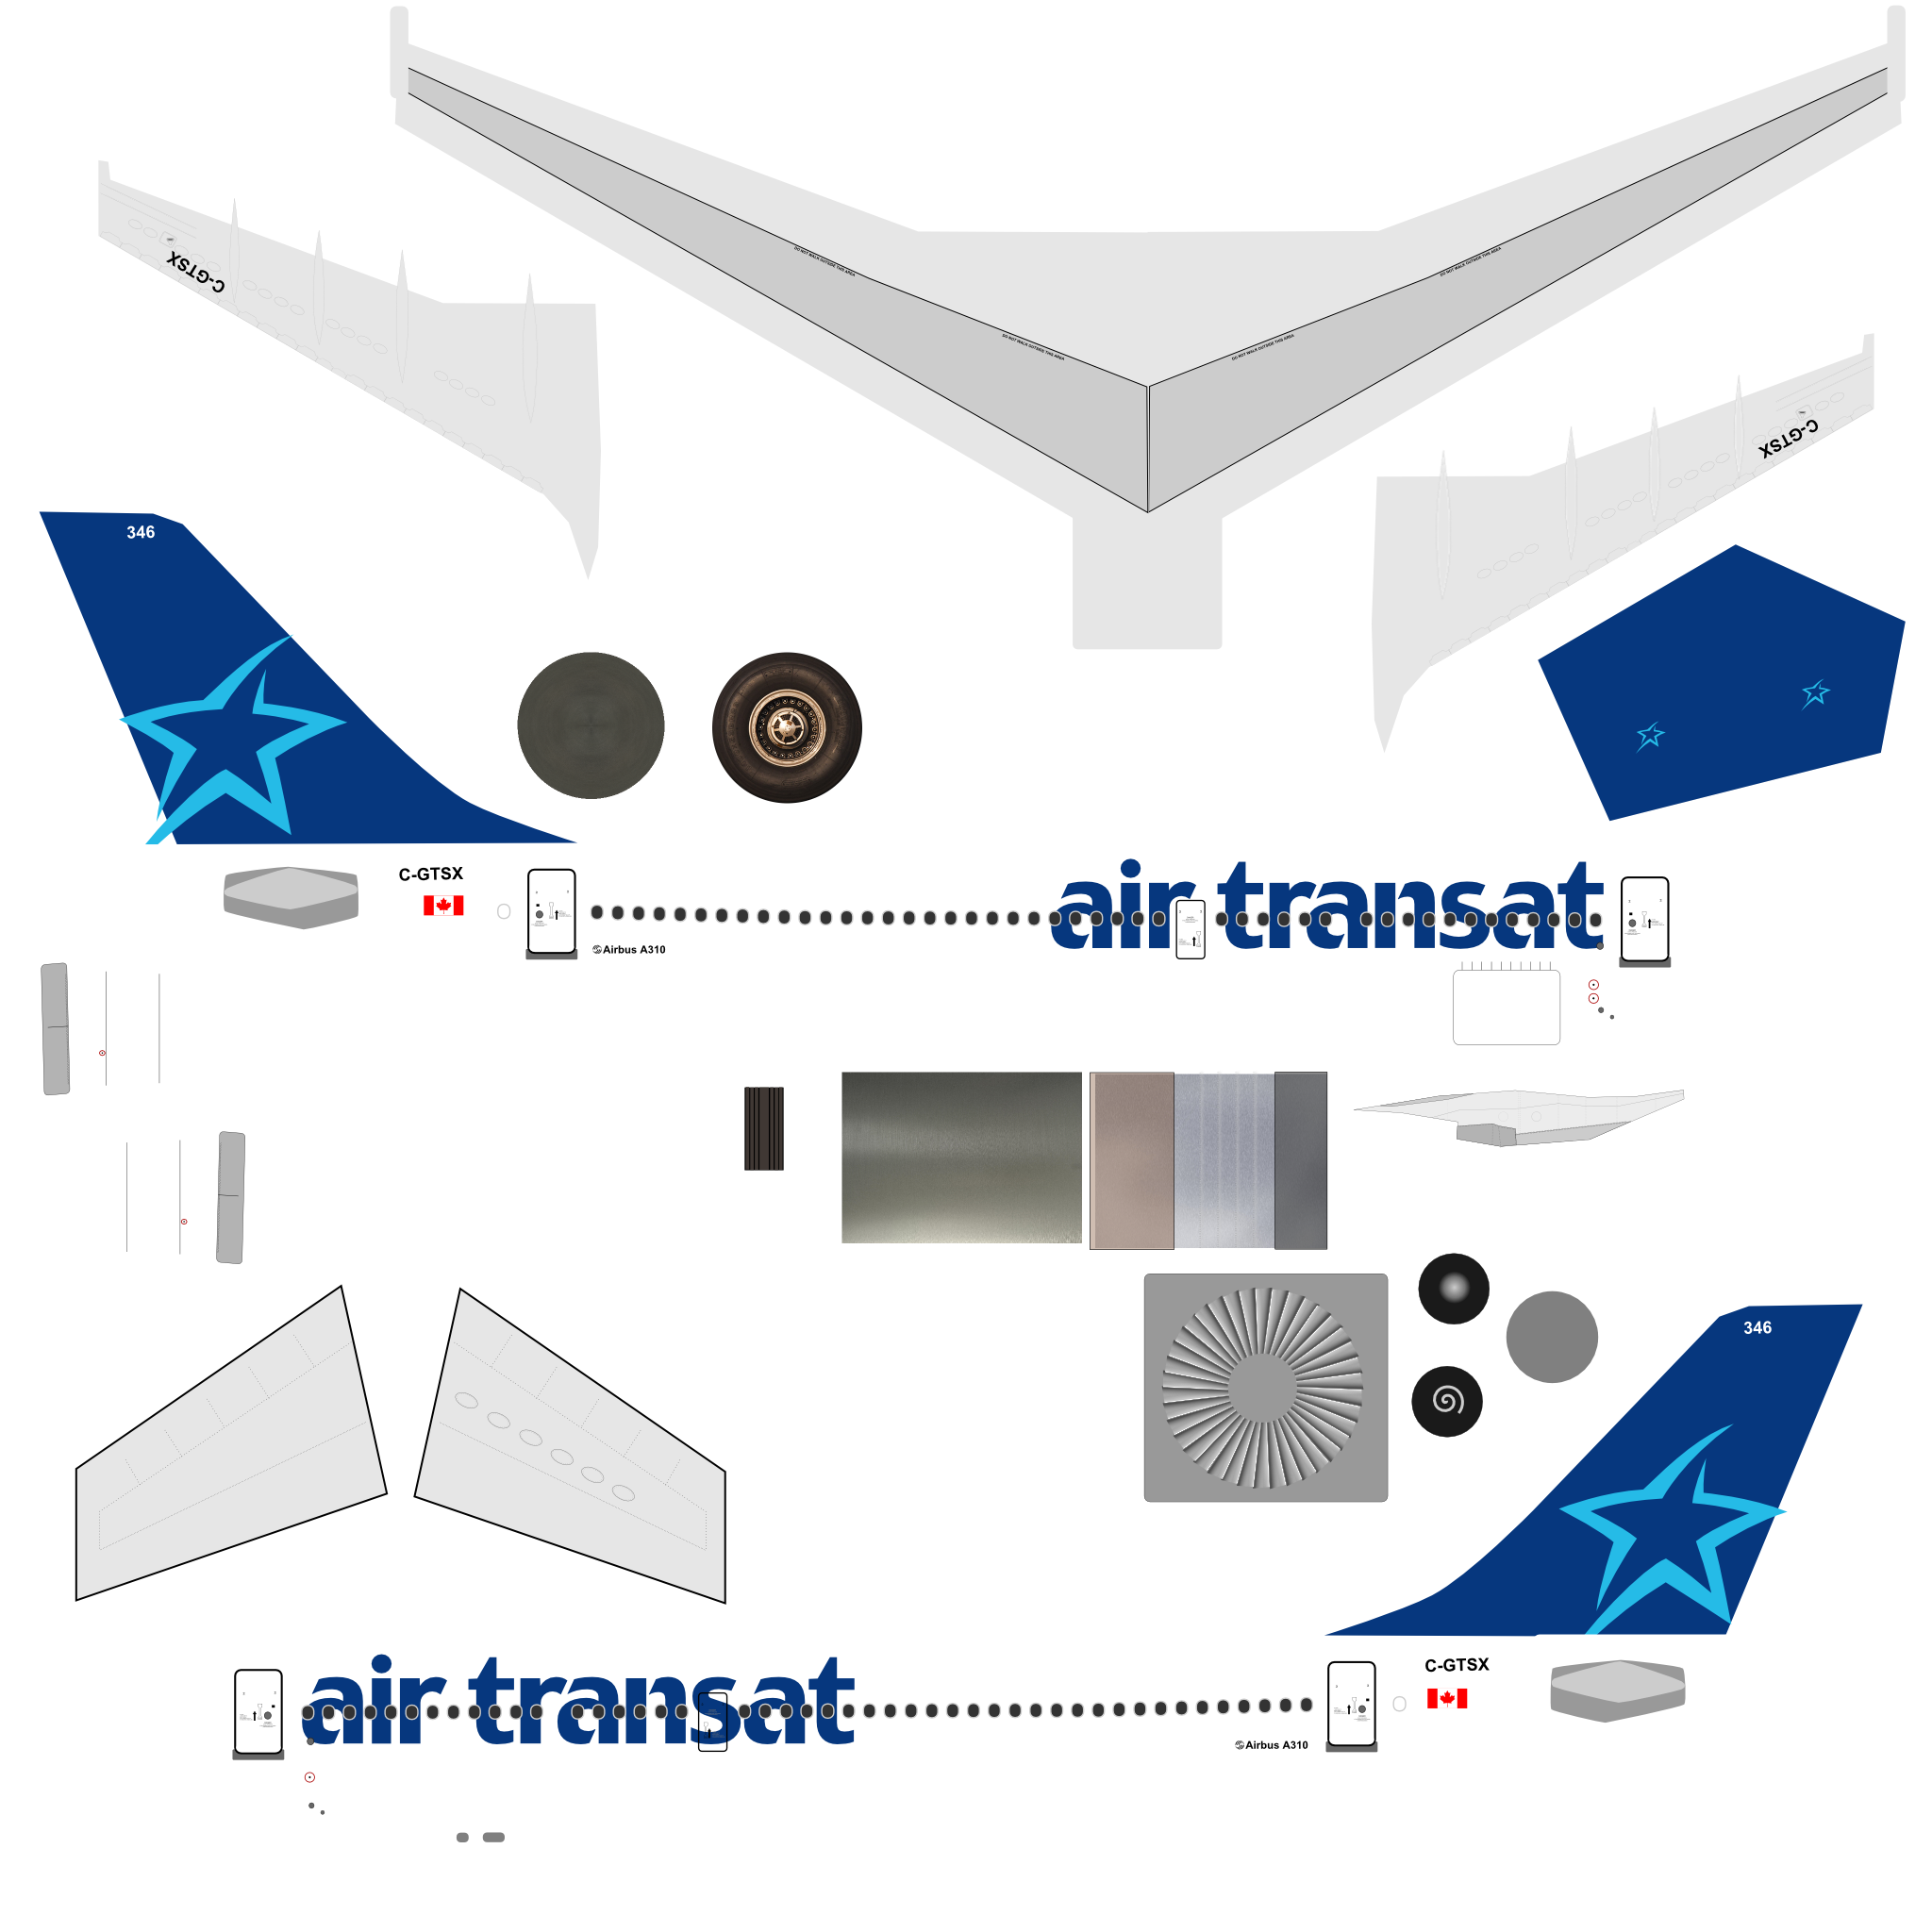 DO NOT WALK OUTSIDE THIS AREA
DO NOT WALK OUTSIDE THIS AREA
C-GTSX
DO NOT WALK OUTSIDE THIS AREA
DO NOT WALK OUTSIDE THIS AREA
C-GTSX
346
C-GTSX
air transat
Airbus A310
346
air transat
C-GTSX
Airbus A310